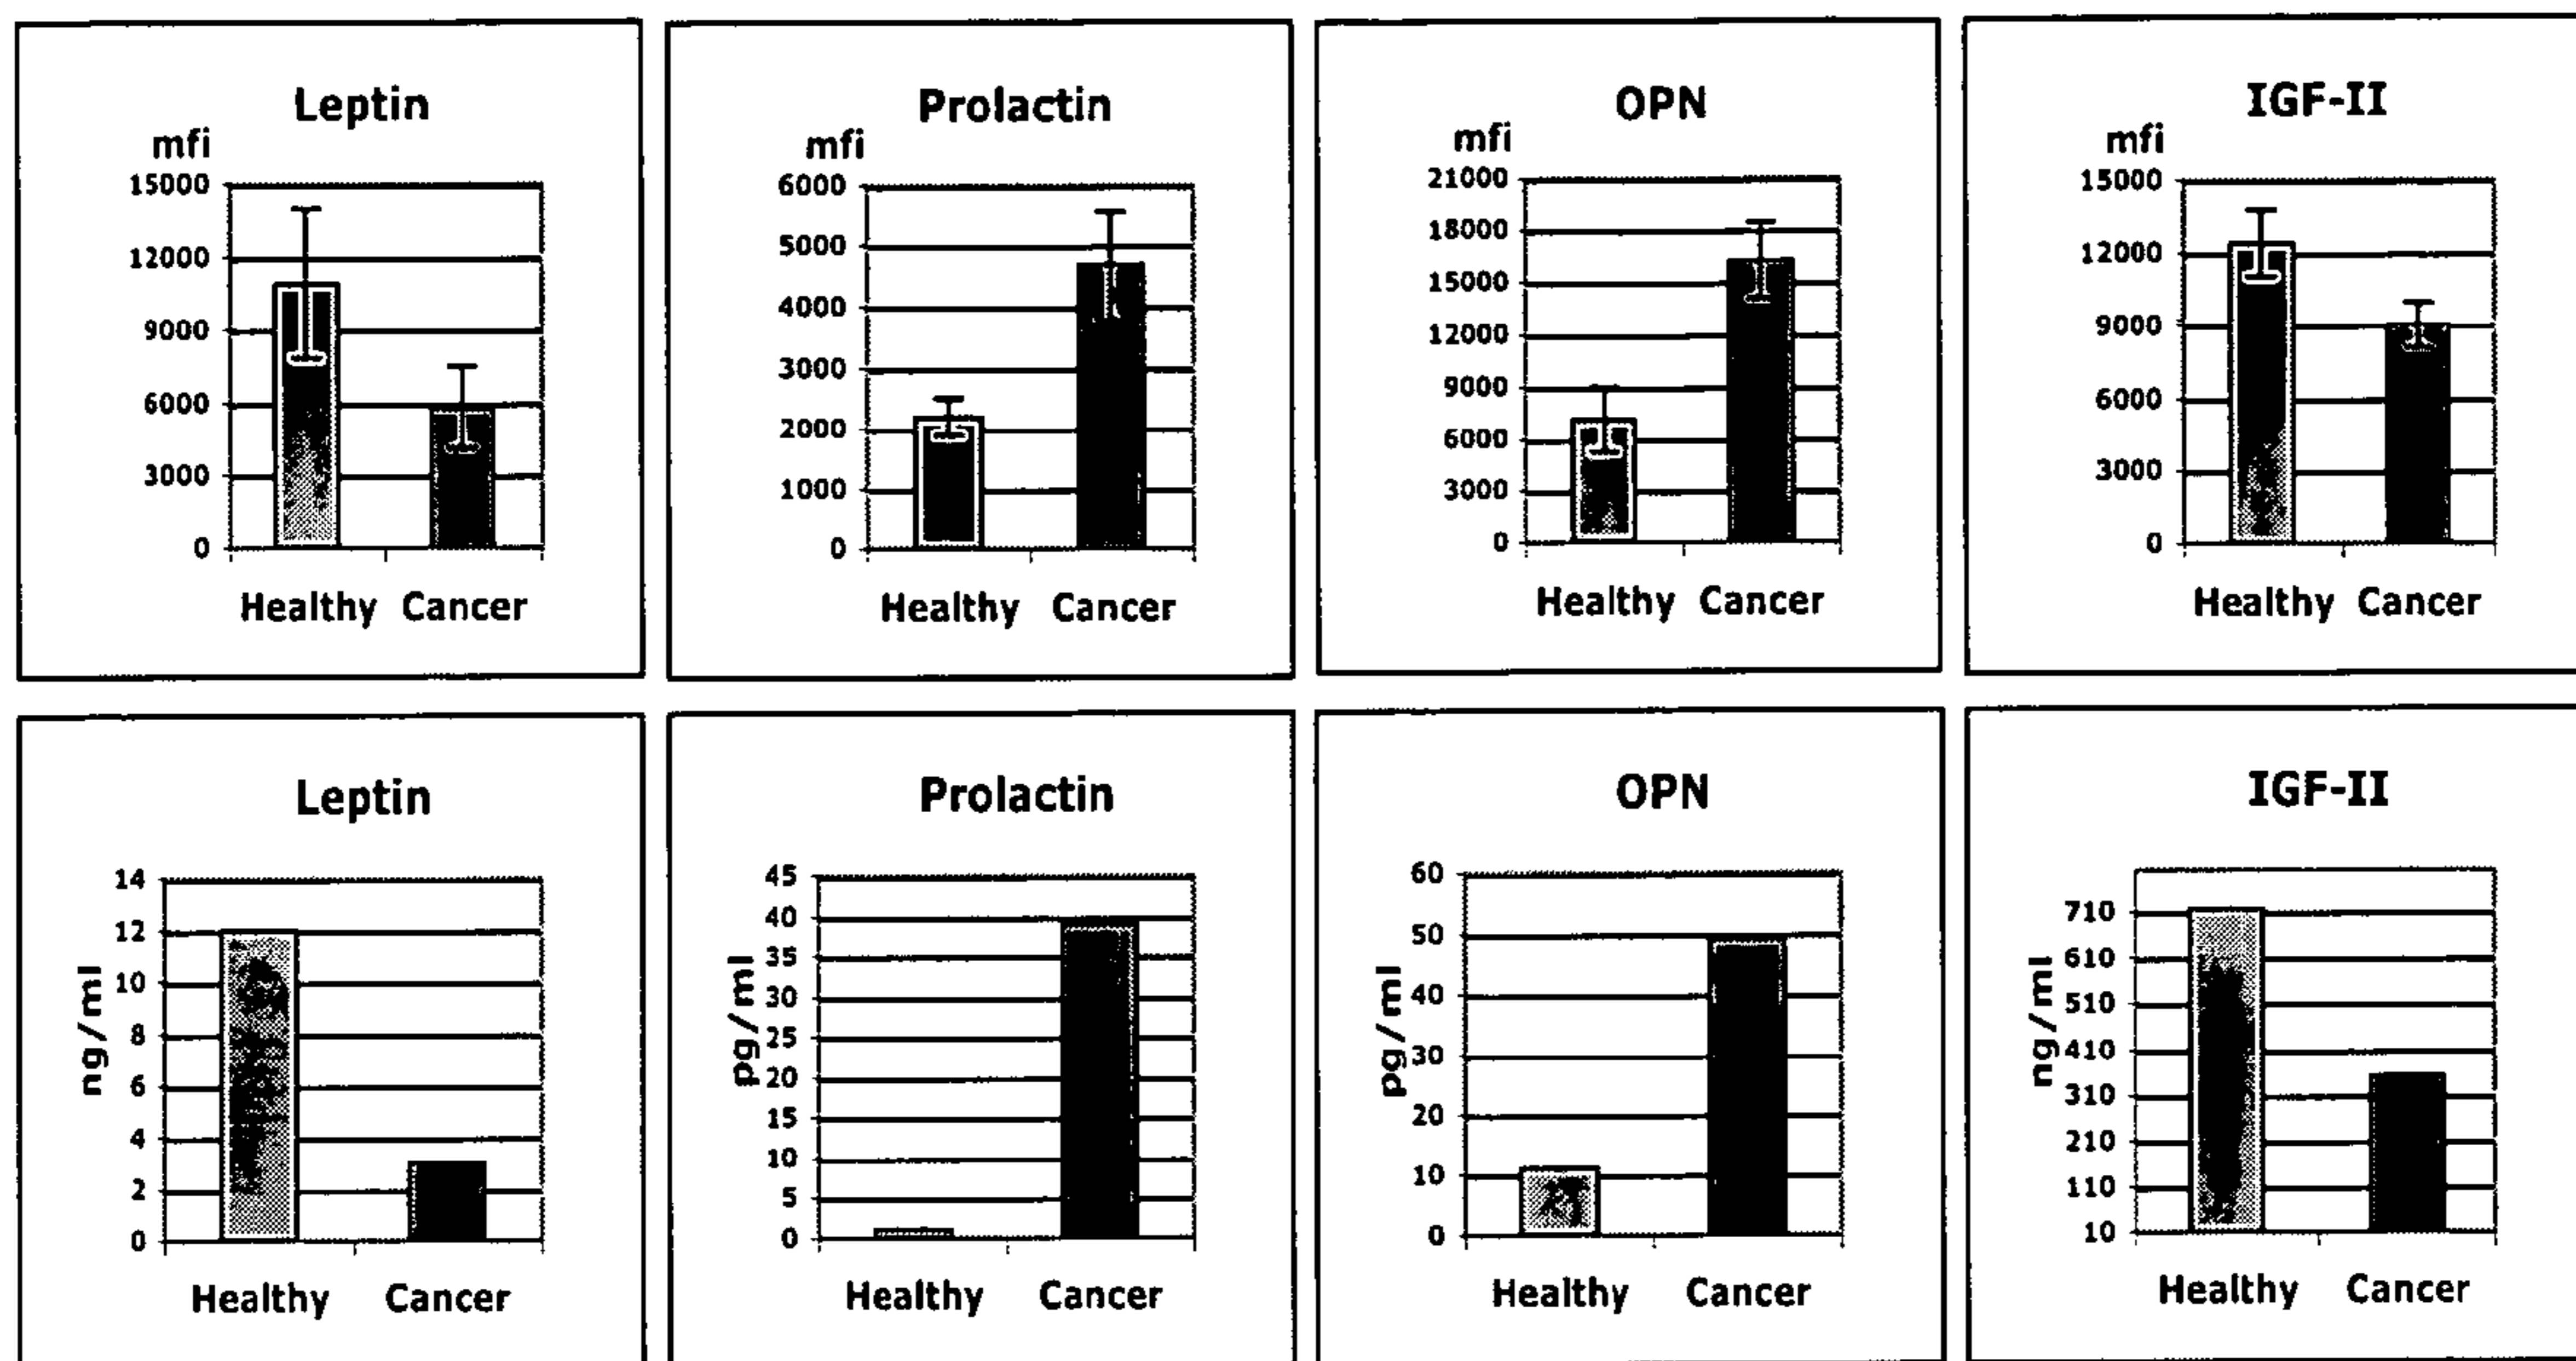 Leptin
mfi
15000
12000
9000
6000
3000
0
Healthy Cancer
Prolactin
mfi
6000
5000
4000
3000
2000
1000
0
Healthy Cancer
OPN
mfi
21000
18000
15000
12000
9000
6000
3000
0
Healthy Cancer
IGF-II
mfi
15000
12000
9000
6000
3000
0
Healthy Cancer
Leptin
ng/ml
14
12
10
8
6
4
2
0
Healthy Cancer
Prolactin
pg/ml
45
40
35
30
25
20
15
10
5
0
Healthy Cancer
OPN
pg/ml
60
50
40
30
20
10
0
Healthy Cancer
IGF-II
ng/ml
710
610
510
410
310
210
110
10
Healthy Cancer